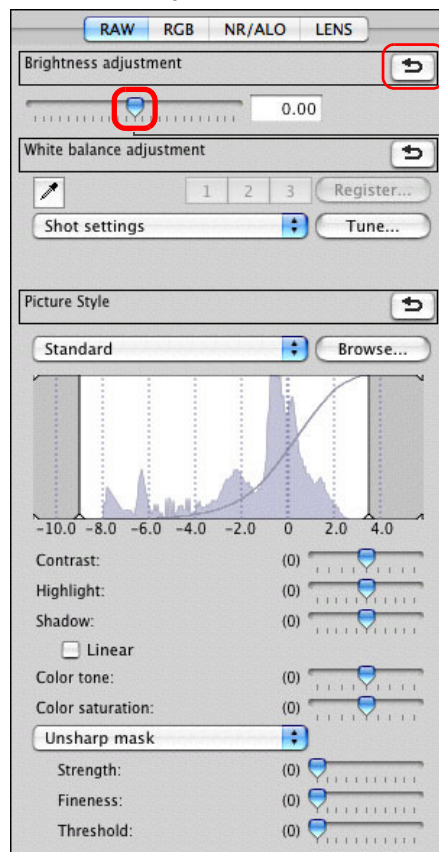 RAW RGB NR/ALO LENS
Brightness adjustment
0.00
White balance adjustment
1 2 3 Register...
Shot settings Tune...
Picture Style
Standard Browse...
-10.0 -8.0 -6.0 -4.0 -2.0 0 2.0 4.0
Contrast: (0)
Highlight: (0)
Shadow: (0)
Linear
Color tone: (0)
Color saturation: (0)
Unsharp mask
Strength: (0)
Fineness: (0)
Threshold: (0)